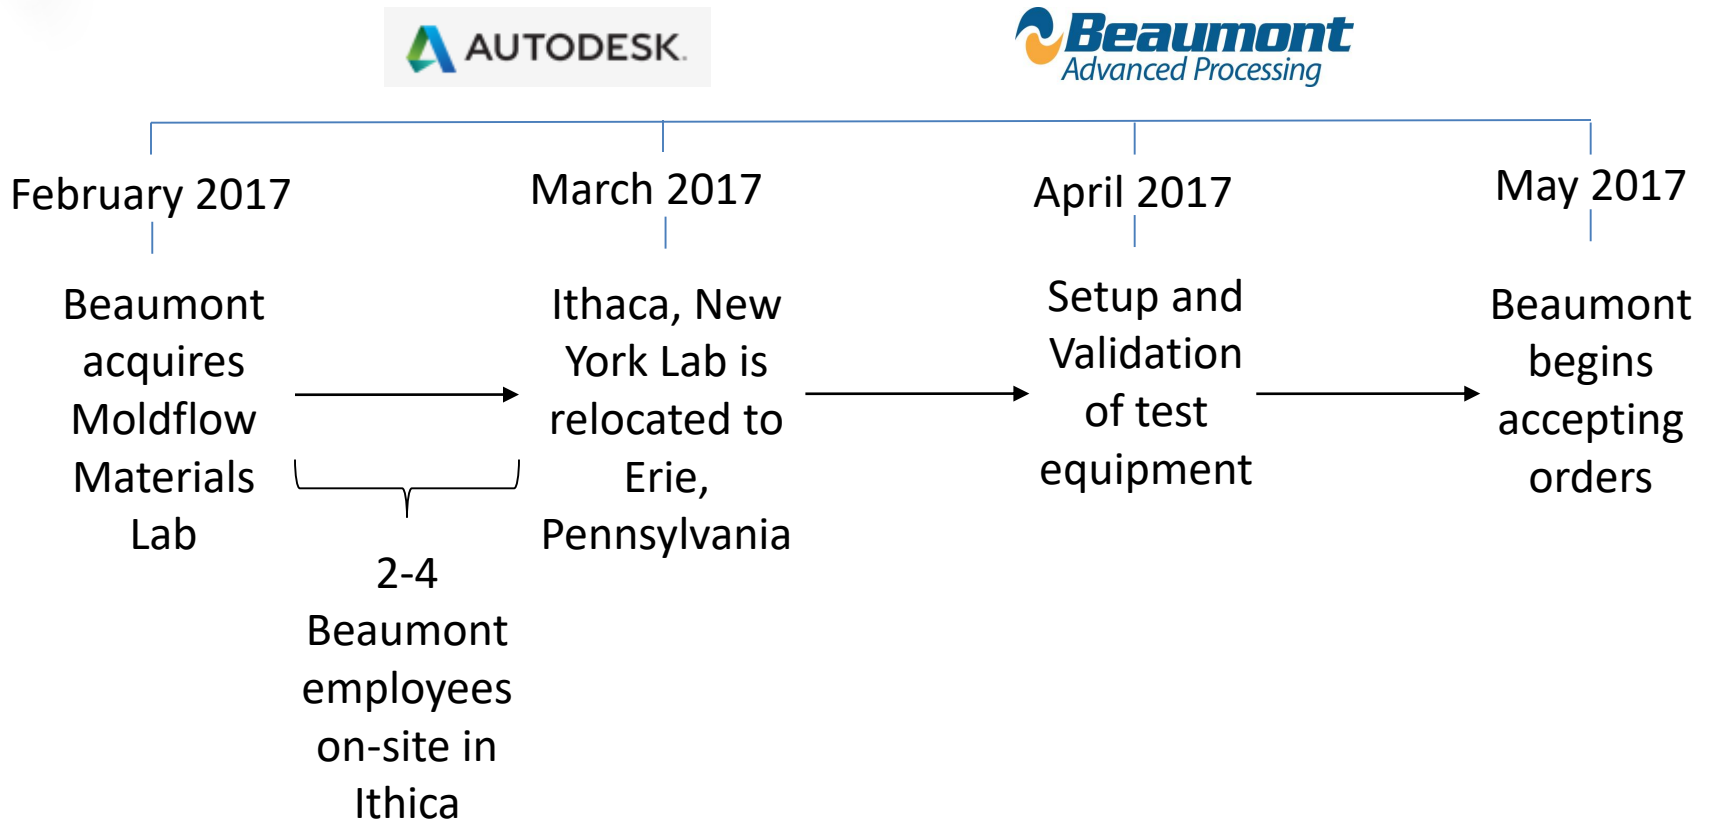 AUTODESK.
Beaumont
Advanced Processing
February 2017
March 2017
April 2017
May 2017
Beaumont
acquires
Moldflow
Materials
Lab
2-4
Beaumont
employees
on-site in
Ithica
Ithaca, New
York Lab is
relocated to
Erie,
Pennsylvania
Setup and
Validation
of test
equipment
Beaumont
begins
accepting
orders